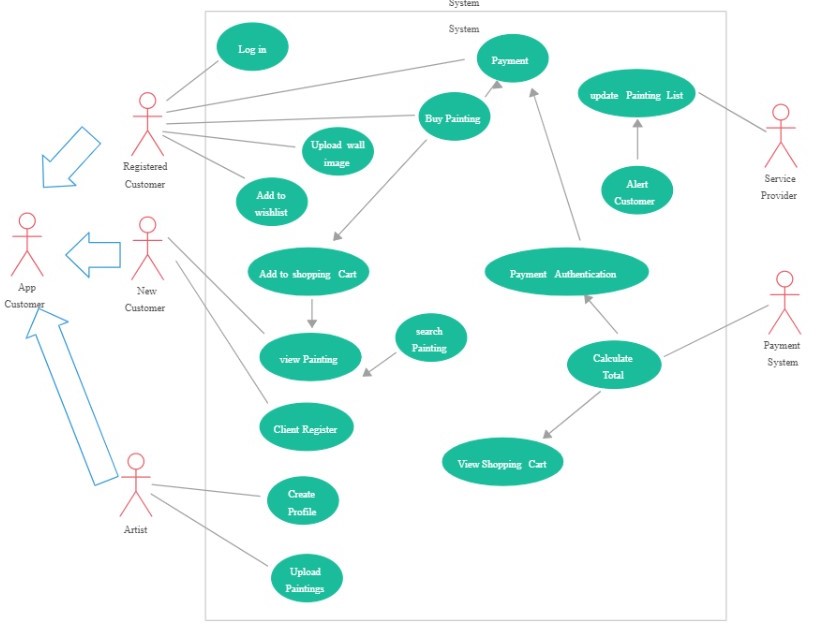 System
System
Log in
Payment
update Painting List
Buy Painting
Upload wall
image
Registered
Customer
Service
Provider
Add to
wishlist
Alert
Customer
Add to shopping Cart
Payment Authentication
App
Customer
New
Customer
search
Painting
view Painting
Calculate
Total
Payment
System
Client Register
View Shopping Cart
Create
Profile
Artist
Upload
Paintings